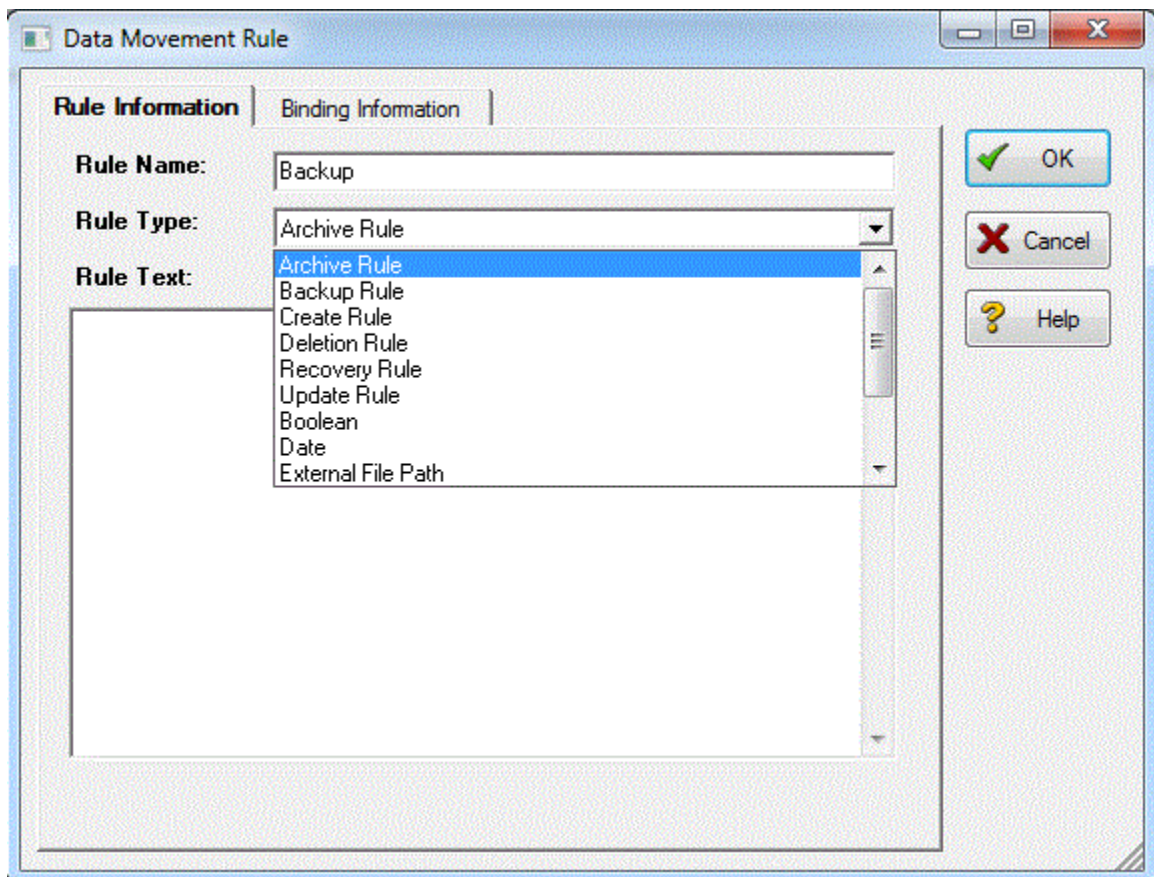 Data Movement Rule
Rule Information
Binding Information
Rule Name:
Backup
OK
Rule Type:
Archive Rule
Cancel
Rule Text:
Archive Rule
Backup Rule
Create Rule
Deletion Rule
Recovery Rule
Update Rule
Boolean
Date
External File Path
Help